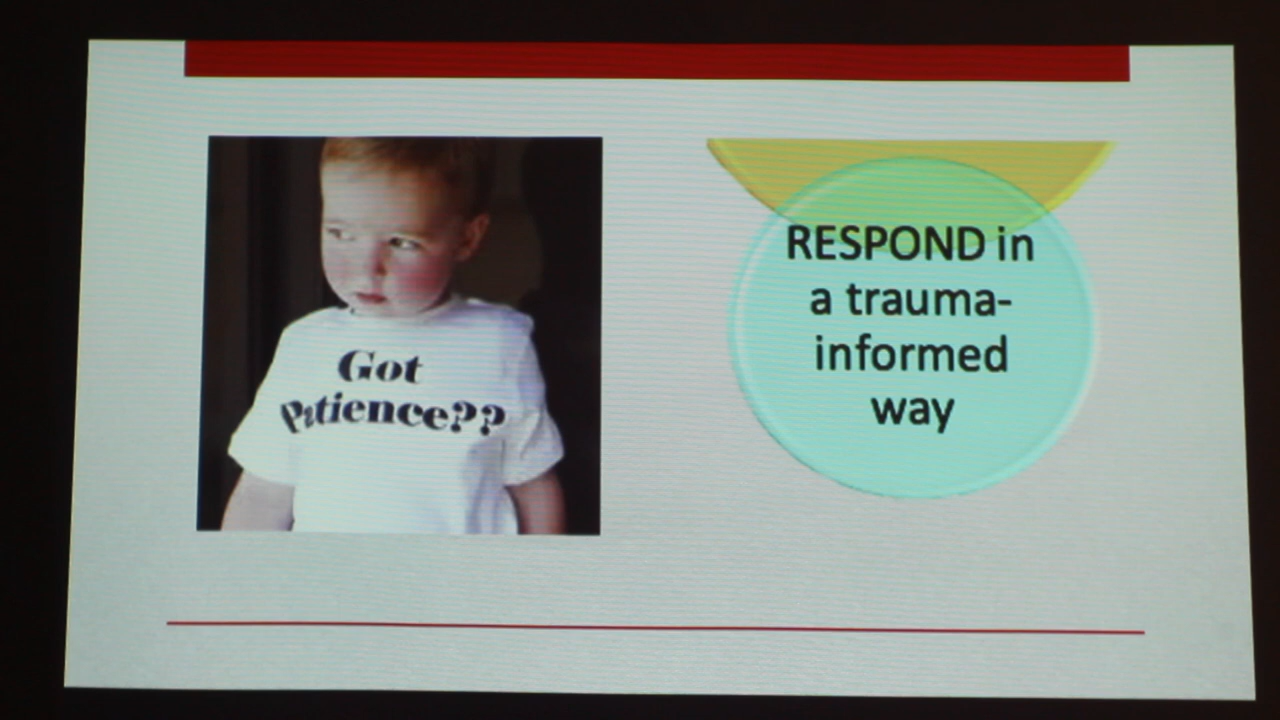 Got
Patience??
RESPOND in
a trauma-
informed
way